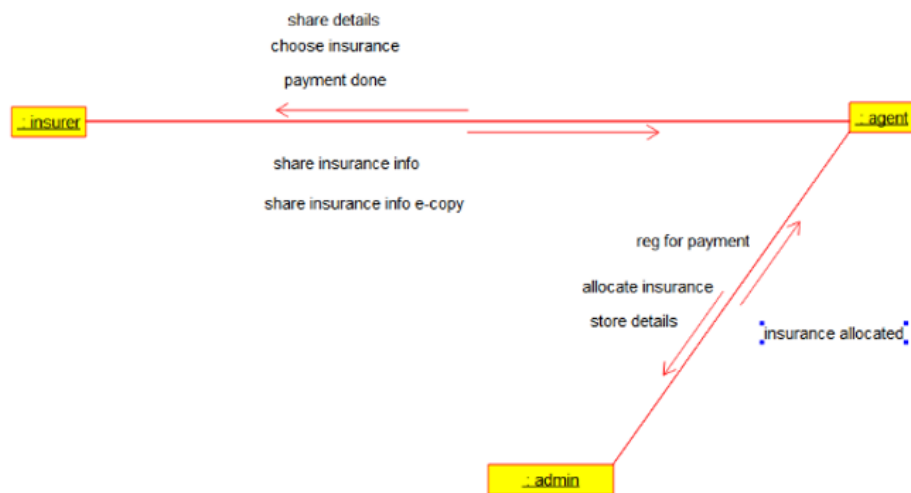 share details
choose insurance
payment done
: insurer
: agent
share insurance info
share insurance info e-copy
reg for payment
allocate insurance
store details
insurance allocated
: admin